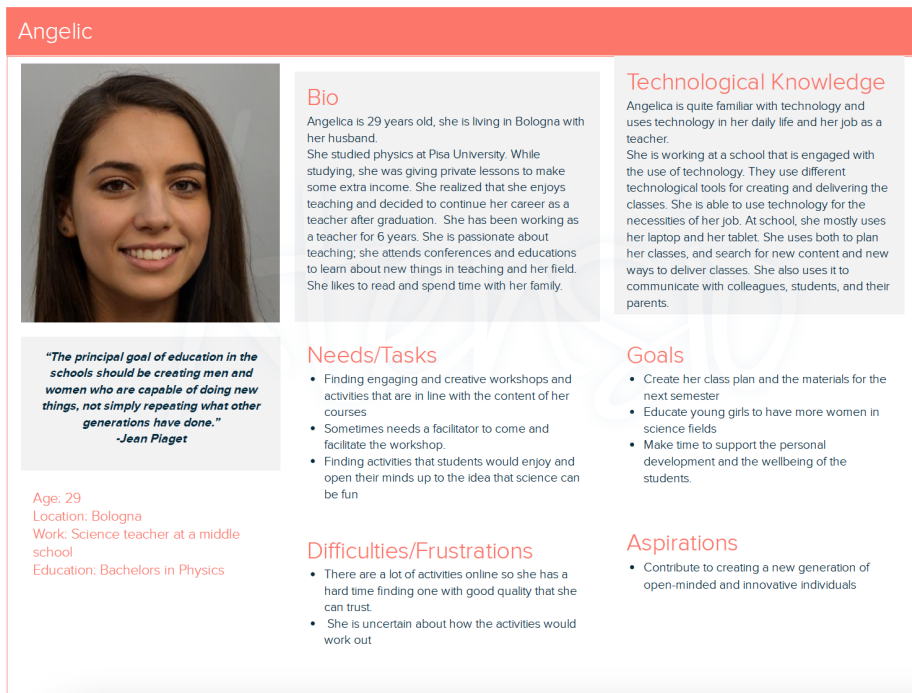 Angelic
Bio
Angelica is 29 years old, she is living in Bologna with
her husband.
She studied physics at Pisa University. While
studying, she was giving private lessons to make
some extra income. She realized that she enjoys
teaching and decided to continue her career as a
teacher after graduation.  She has been working as
a teacher for 6 years. She is passionate about
teaching; she attends conferences and educations
to learn about new things in teaching and her field.
She likes to read and spend time with her family.
Technological Knowledge
Angelica is quite familiar with technology and
uses technology in her daily life and her job as a
teacher.
She is working at a school that is engaged with
the use of technology. They use different
technological tools for creating and delivering the
classes. She is able to use technology for the
necessities of her job. At school, she mostly uses
her laptop and her tablet. She uses both to plan
her classes, and search for new content and new
ways to deliver classes. She also uses it to
communicate with colleagues, students, and their
parents.
“The principal goal of education in the
schools should be creating men and
women who are capable of doing new
things, not simply repeating what other
generations have done.”
-Jean Piaget
Age: 29
Location: Bologna
Work: Science teacher at a middle
school
Education: Bachelors in Physics
Needs/Tasks
• Finding engaging and creative workshops and
activities that are in line with the content of her
courses
• Sometimes needs a facilitator to come and
facilitate the workshop.
• Finding activities that students would enjoy and
open their minds up to the idea that science can
be fun
Goals
• Create her class plan and the materials for the
next semester
• Educate young girls to have more women in
science fields
• Make time to support the personal
development and the wellbeing of the
students.
Difficulties/Frustrations
• There are a lot of activities online so she has a
hard time finding one with good quality that she
can trust.
• She is uncertain about how the activities would
work out
Aspirations
• Contribute to creating a new generation of
open-minded and innovative individuals
xtensio